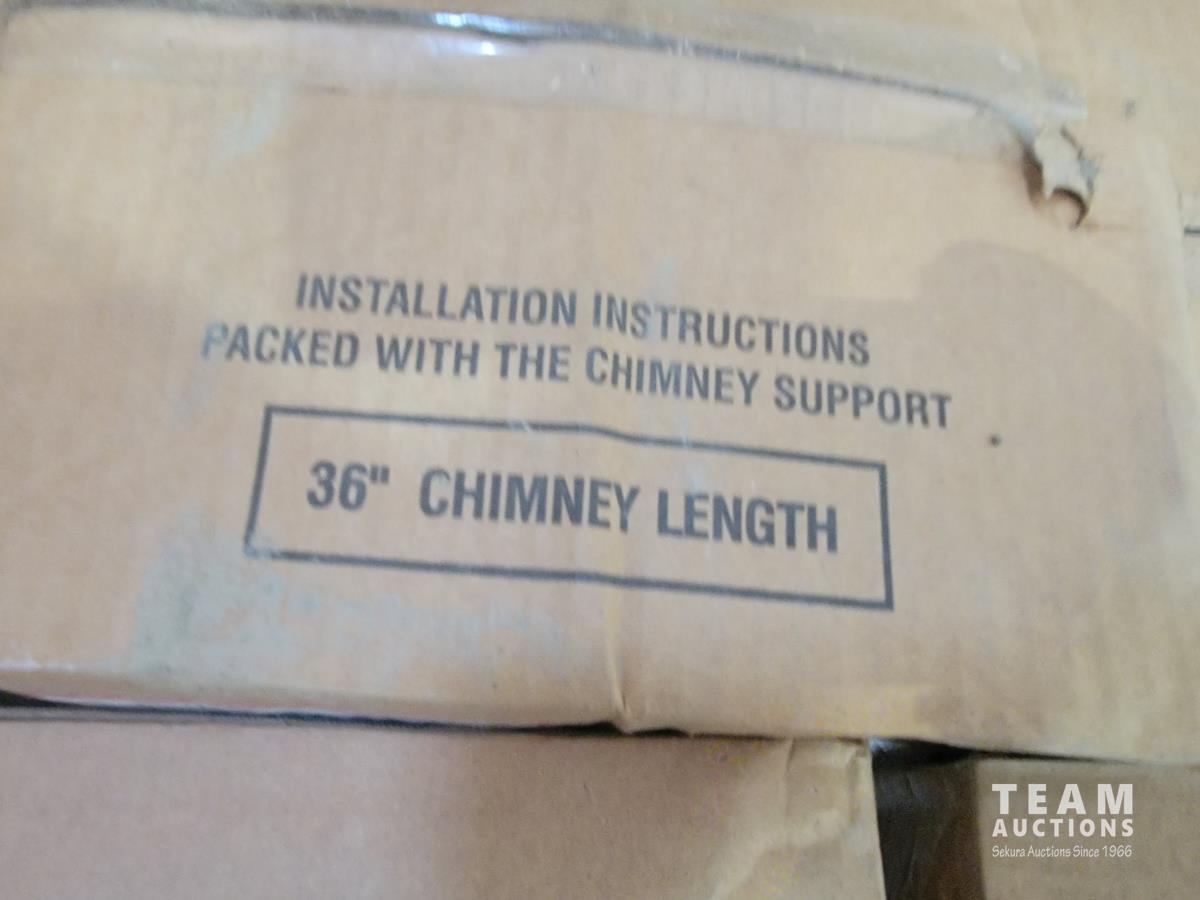 INSTALLATION INSTRUCTIONS
PACKED WITH THE CHIMNEY SUPPORT
36" CHIMNEY LENGTH
TEAM
AUCTIONS
Sekura Auctions Since 1966